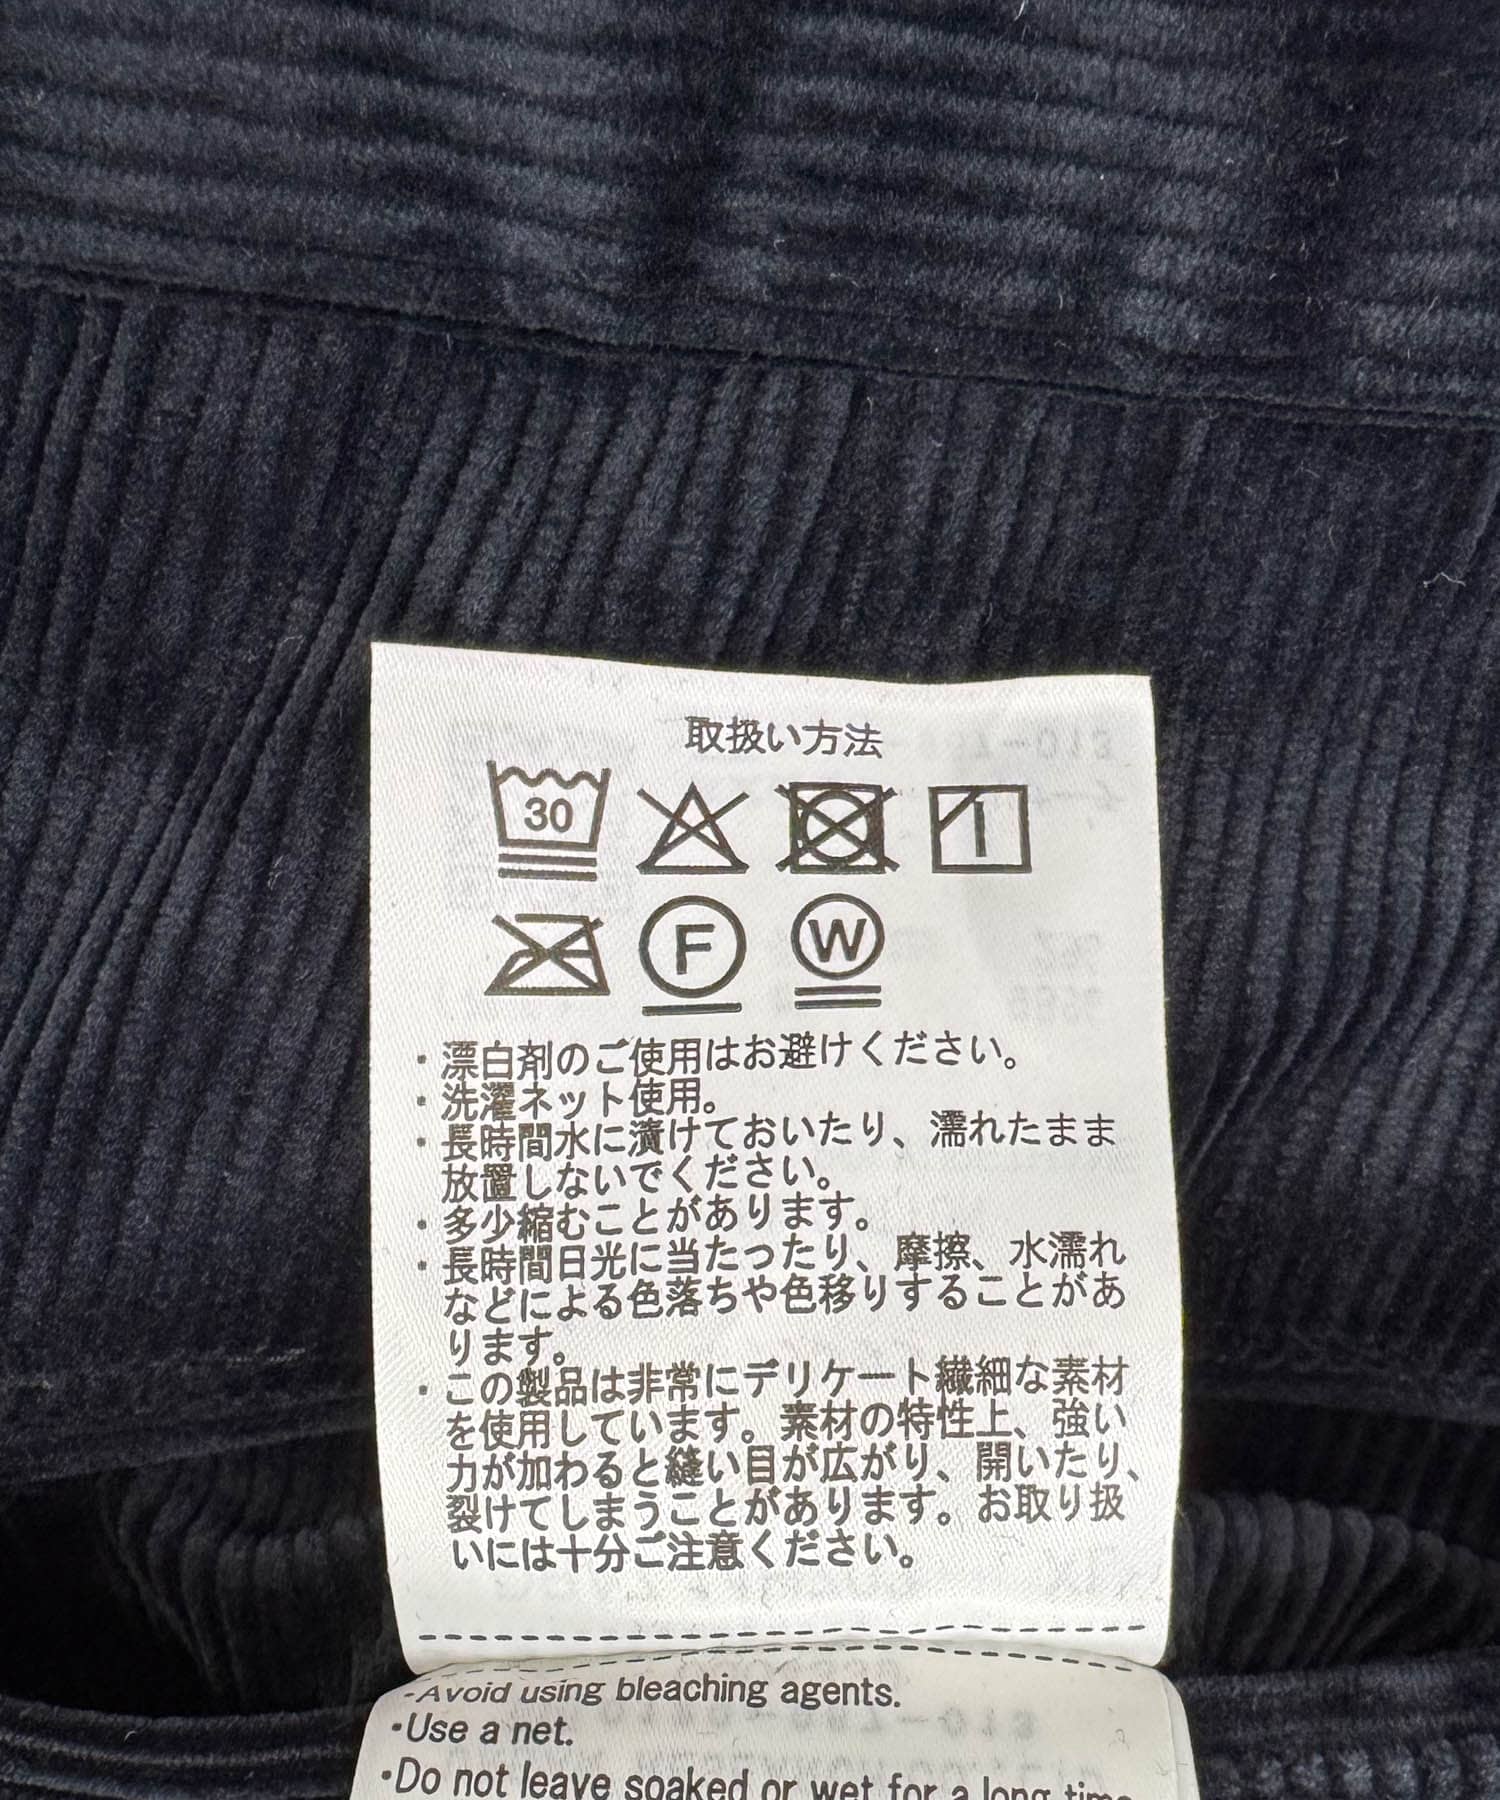 取扱い方法
30
F
W
・漂白剤のご使用はお避けください。
・洗濯ネット使用。
・長時間水に漬けておいたり、濡れたまま
放置しないでください。
・多少縮むことがあります。
・長時間日光に当たったり、摩擦、水濡れ
などによる色落ちや色移りすることがあ
ります。
・この製品は非常にデリケート繊細な素材
を使用しています。素材の特性上、強い
力が加わると縫い目が広がり、開いたり、
裂けてしまうことがあります。お取り扱
いには十分ご注意ください。
・Avoid using bleaching agents.
・Use a net.
・Do not leave soaked or wet for a long time